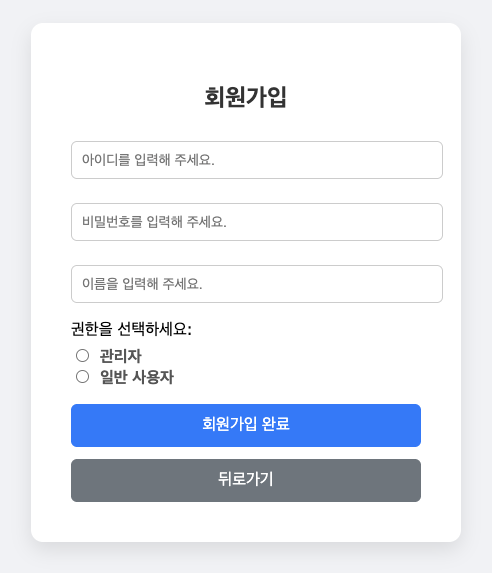 회원가입
아이디를 입력해 주세요.
비밀번호를 입력해 주세요.
이름을 입력해 주세요.
권한을 선택하세요:
관리자
일반 사용자
회원가입 완료
뒤로가기